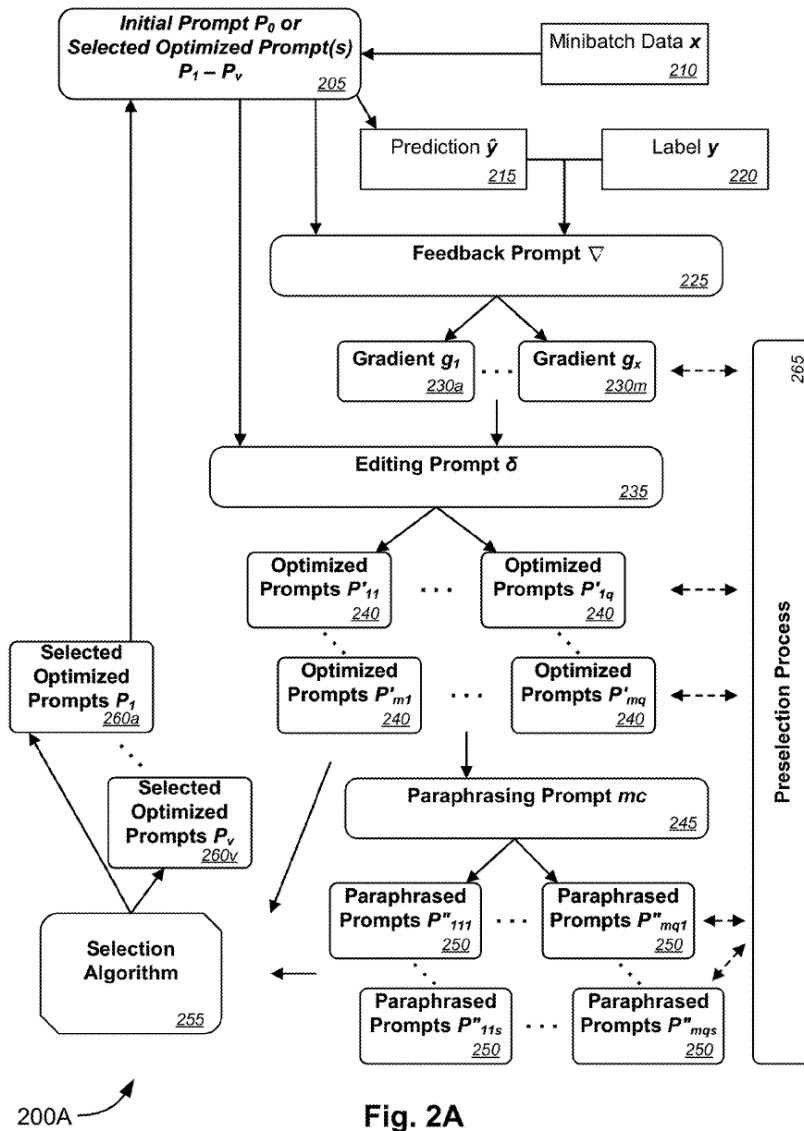 Initial Prompt P0 or
Selected Optimized Prompt(s)
P1 – Pv
205
Minibatch Data x
210
Prediction ŷ
215
Label y
220
Feedback Prompt ∇
225
Gradient g1
230a
. . .
Gradient gx
230m
265
Preselection Process
Editing Prompt δ
235
Optimized
Prompts P'11
240
. . .
Optimized
Prompts P'1q
240
Optimized
Prompts P'm1
240
. . .
Optimized
Prompts P'mq
240
Selected
Optimized
Prompts P1
260a
Selected
Optimized
Prompts Pv
260v
Paraphrasing Prompt mc
245
Paraphrased
Prompts P"111
250
. . .
Paraphrased
Prompts P"mq1
250
Paraphrased
Prompts P"11s
250
. . .
Paraphrased
Prompts P"mqs
250
Selection
Algorithm
255
200A
Fig. 2A